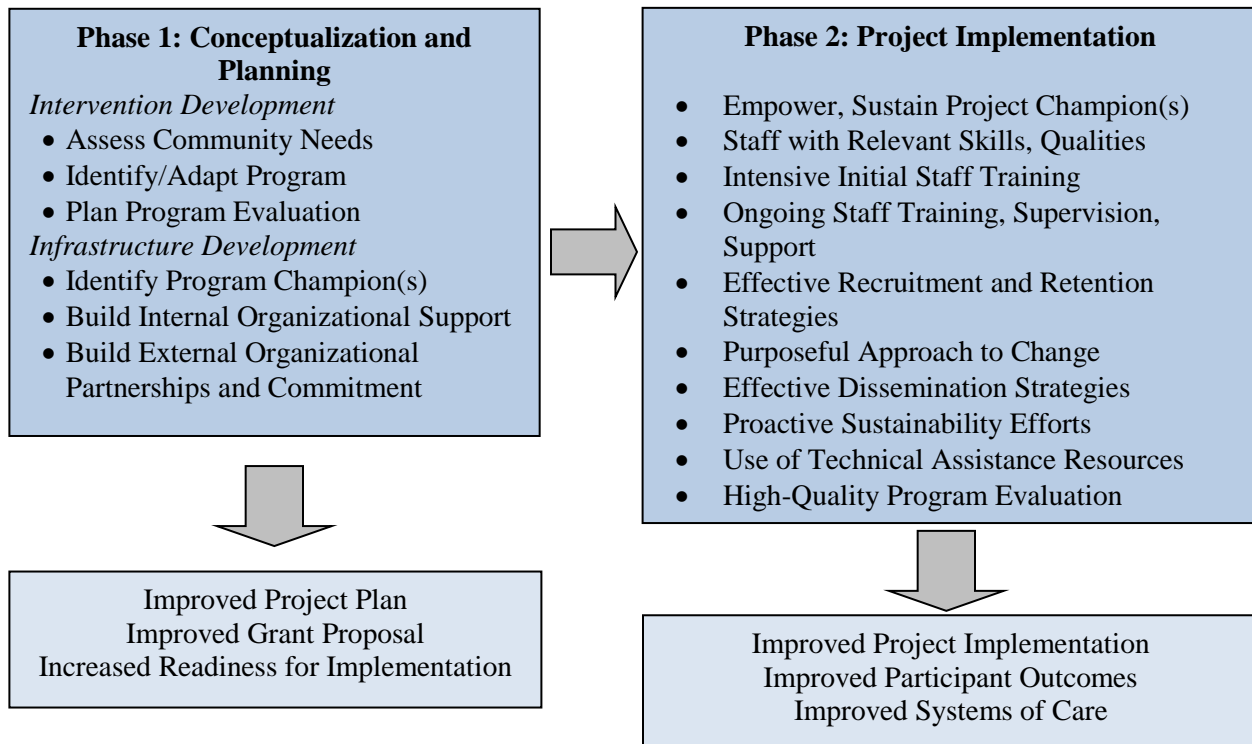 Phase 1: Conceptualization and
Planning
Intervention Development
• Assess Community Needs
• Identify/Adapt Program
• Plan Program Evaluation
Infrastructure Development
• Identify Program Champion(s)
• Build Internal Organizational Support
• Build External Organizational
Partnerships and Commitment
Improved Project Plan
Improved Grant Proposal
Increased Readiness for Implementation
Phase 2: Project Implementation
• Empower, Sustain Project Champion(s)
• Staff with Relevant Skills, Qualities
• Intensive Initial Staff Training
• Ongoing Staff Training, Supervision,
Support
• Effective Recruitment and Retention
Strategies
• Purposeful Approach to Change
• Effective Dissemination Strategies
• Proactive Sustainability Efforts
• Use of Technical Assistance Resources
• High-Quality Program Evaluation
Improved Project Implementation
Improved Participant Outcomes
Improved Systems of Care